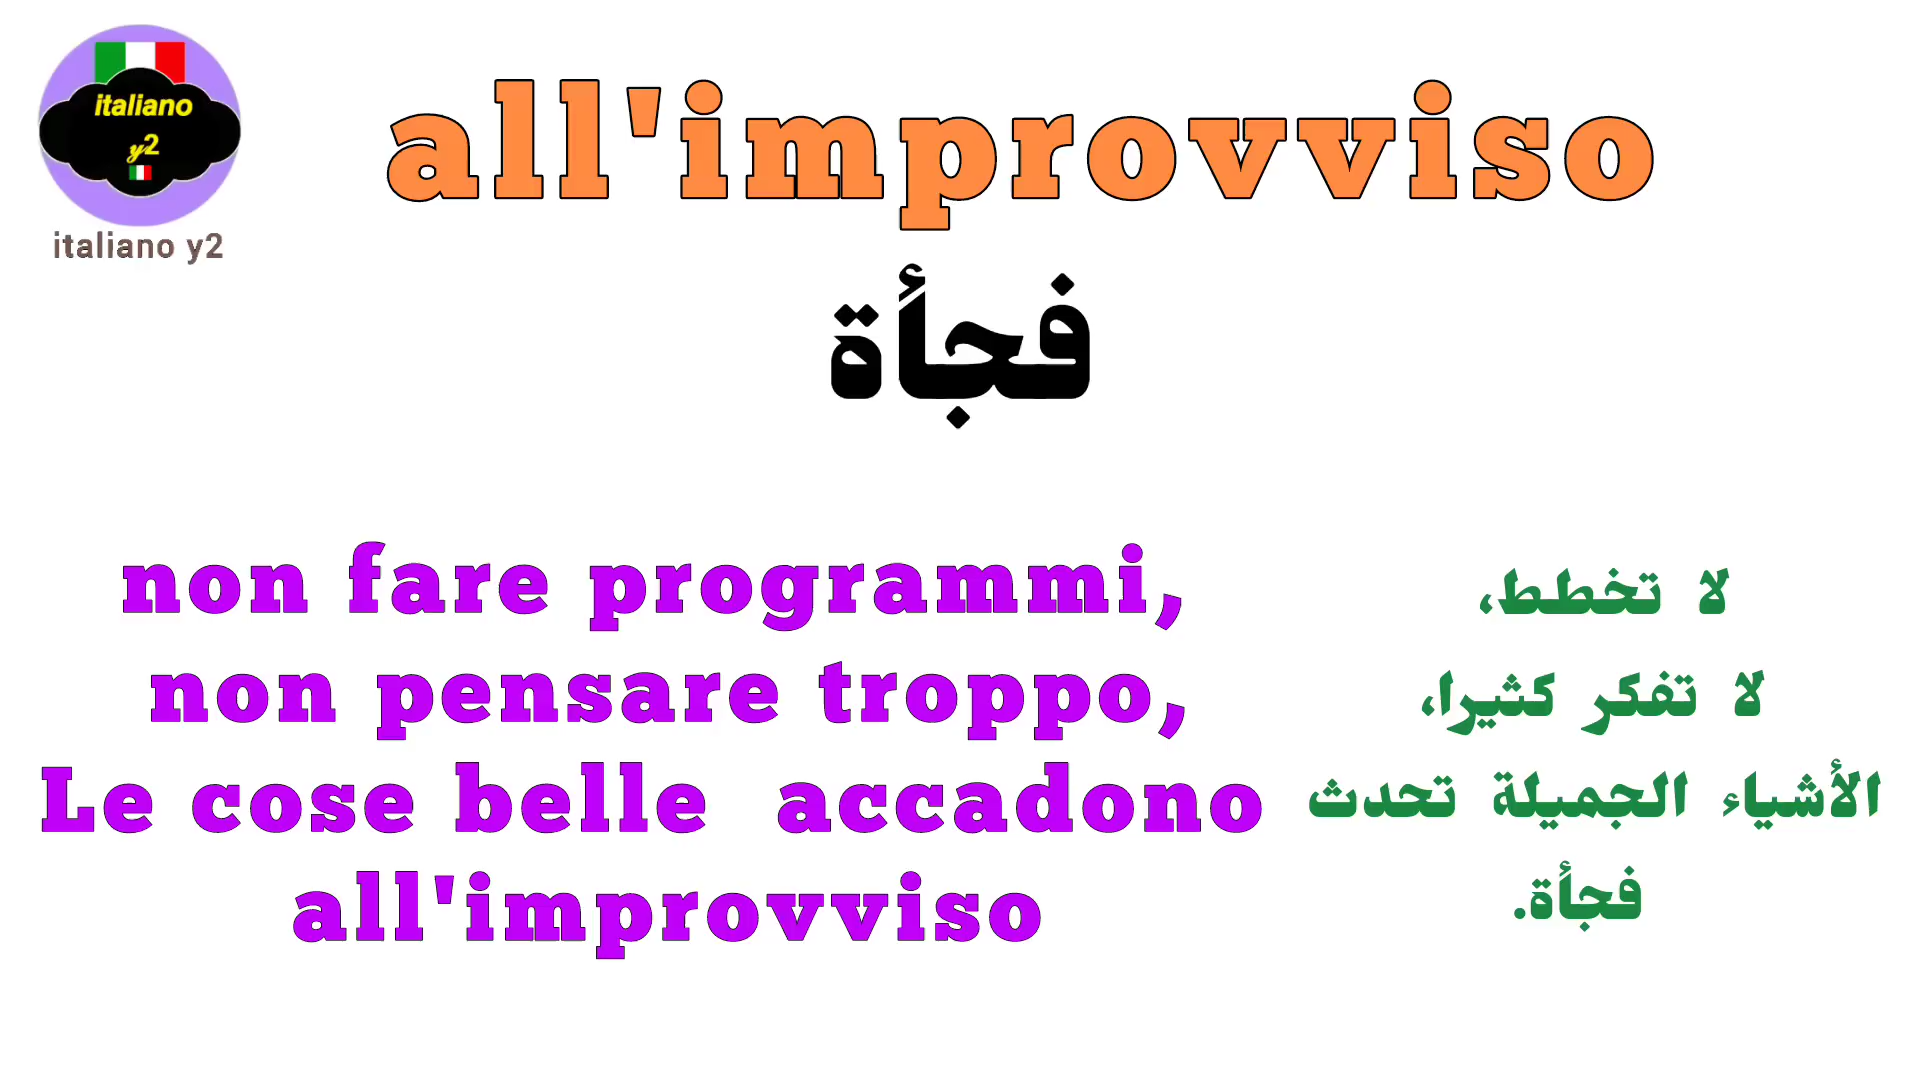 italiano
y2
italiano y2
all'improvviso
فجأة
non fare programmi,
non pensare troppo,
Le cose belle accadono
all'improvviso
لا تخطط،
لا تفكر كثيرا،
الأشياء الجميلة تحدث
فجأة.